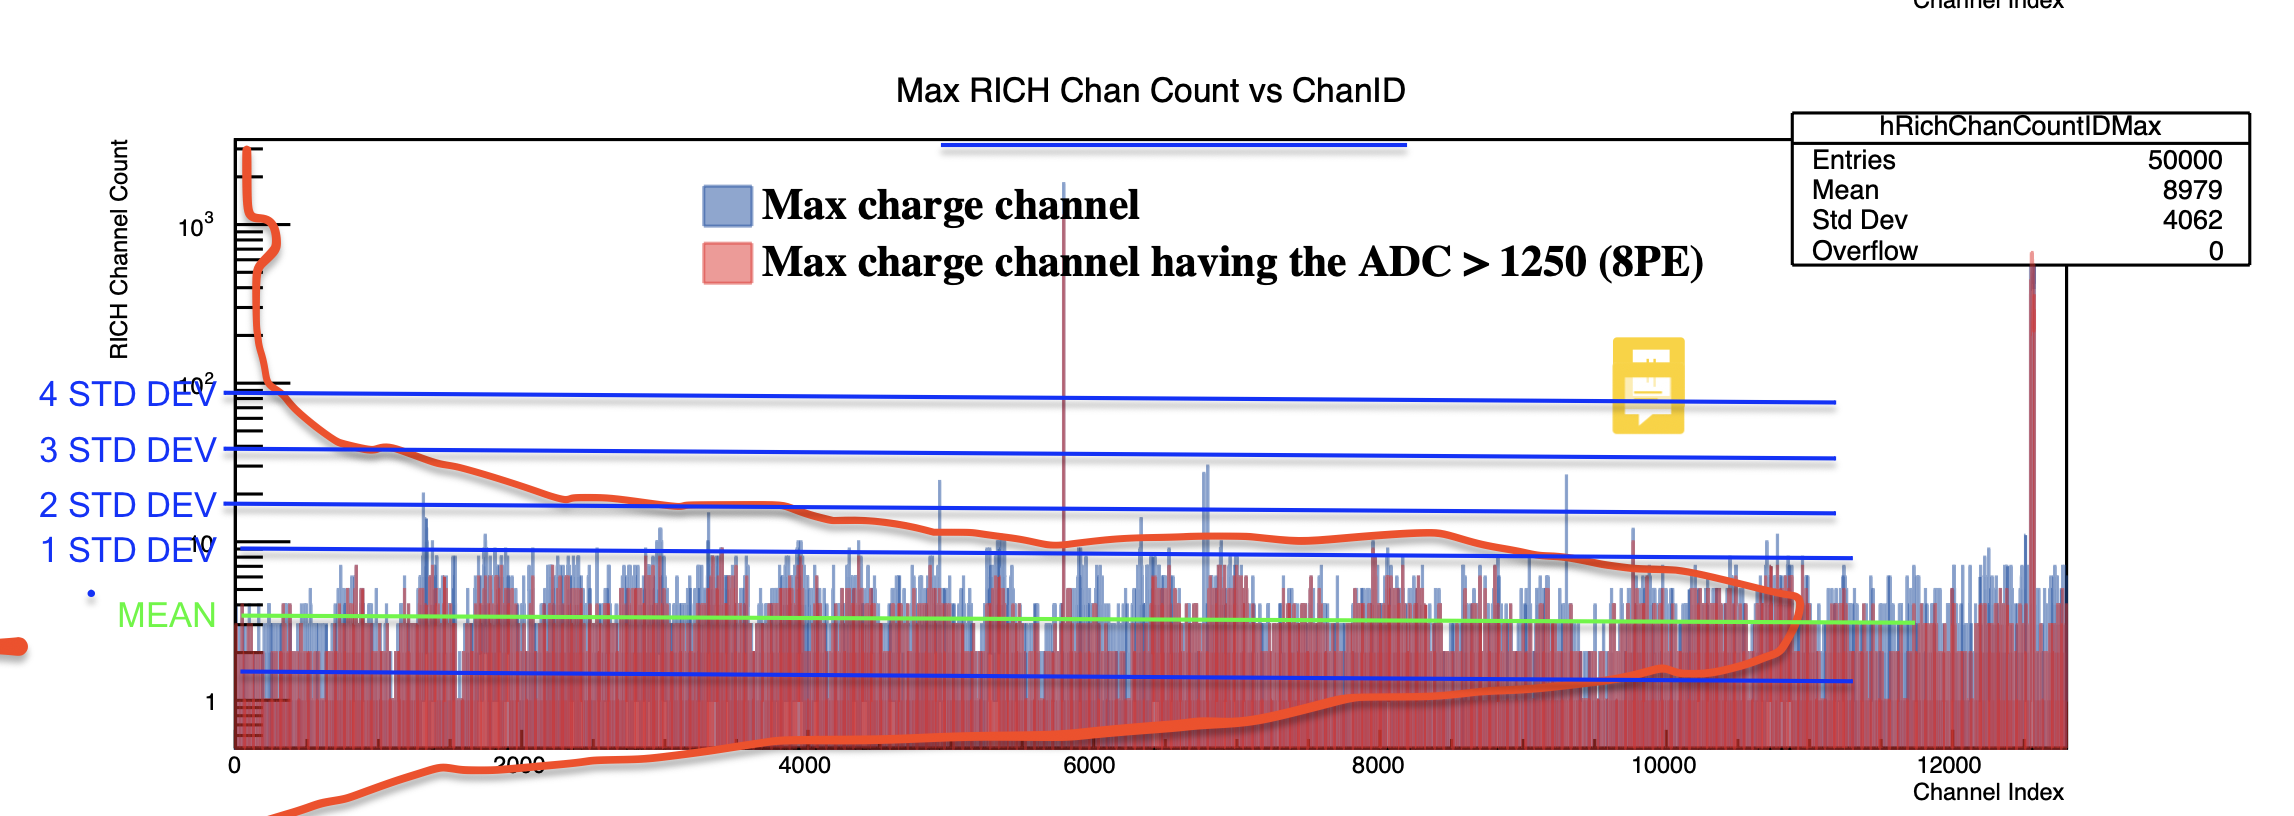 Channel Index
Max RICH Chan Count vs ChanID
hRichChanCountIDMax
Entries 50000
Mean 8979
Std Dev 4062
Overflow 0
RICH Channel Count
Max charge channel
Max charge channel having the ADC > 1250 (8PE)
10³
10²
4 STD DEV
3 STD DEV
2 STD DEV
10
1 STD DEV
MEAN
1
0 2000 4000 6000 8000 10000 12000
Channel Index